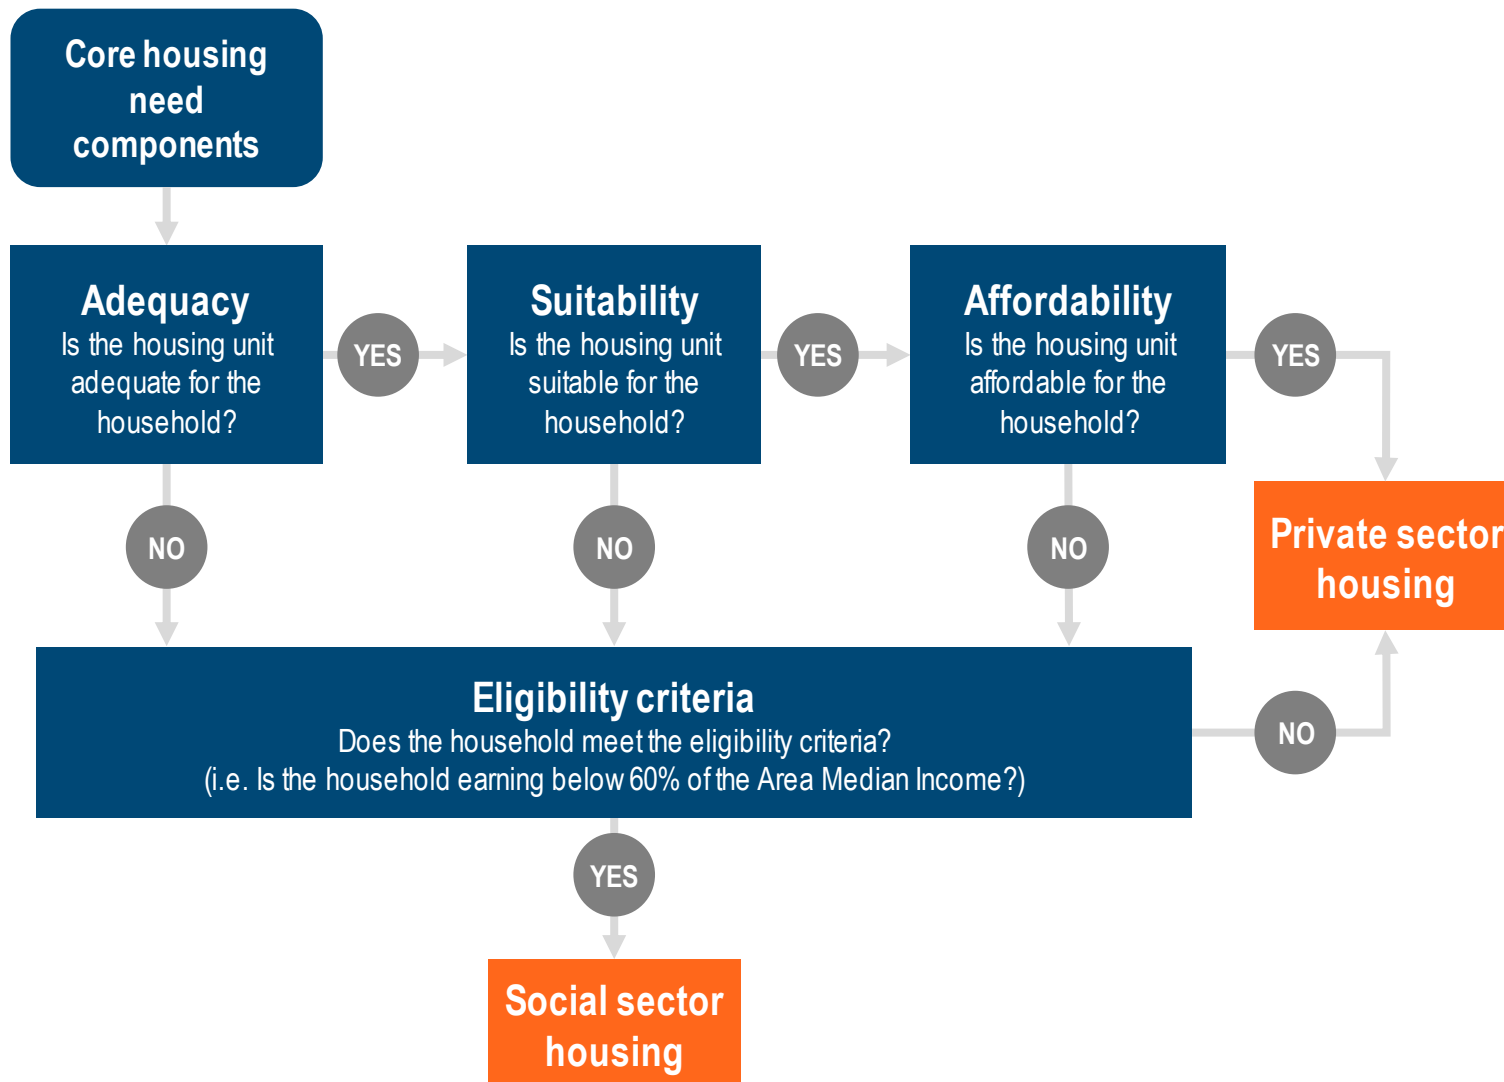 Core housing
need
components
Adequacy
Is the housing unit
adequate for the
household?
YES
Suitability
Is the housing unit
suitable for the
household?
YES
Affordability
Is the housing unit
affordable for the
household?
YES
NO
NO
NO
Private sector
housing
Eligibility criteria
Does the household meet the eligibility criteria?
(i.e. Is the household earning below 60% of the Area Median Income?)
NO
YES
Social sector
housing